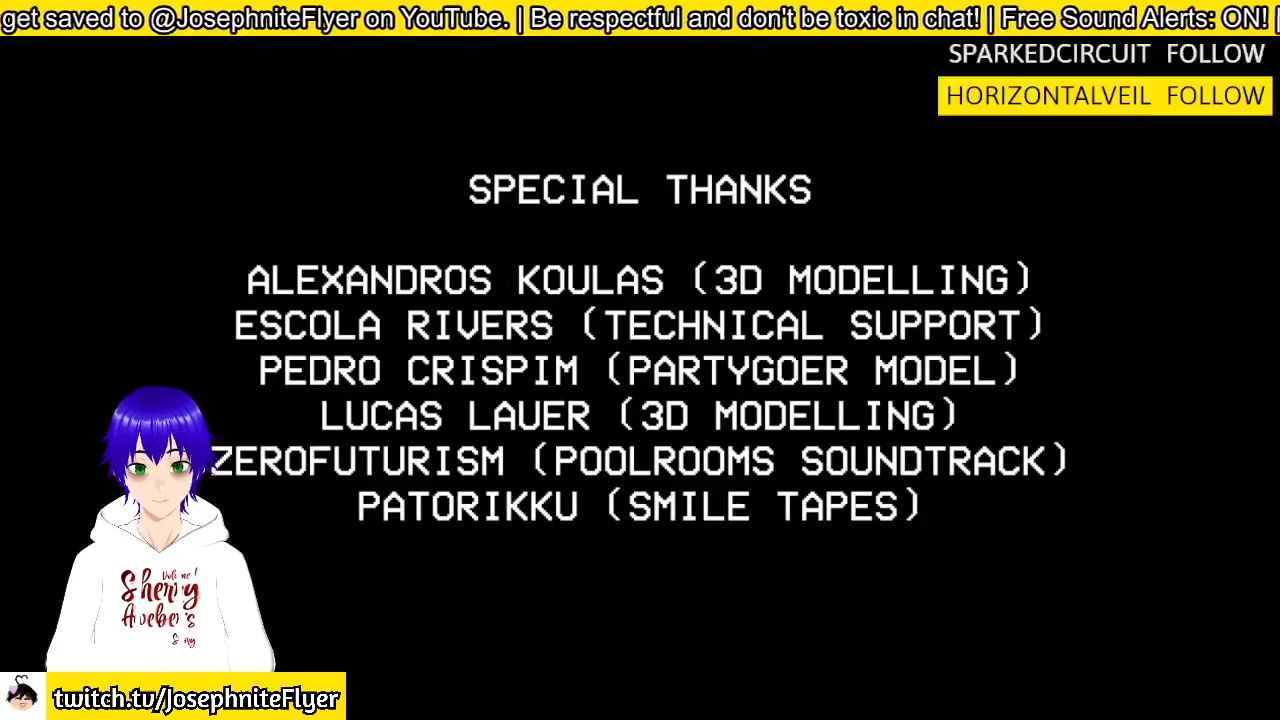 get saved to @JosephniteFlyer on YouTube. | Be respectful and don't be toxic in chat! | Free Sound Alerts: ON! |
SPARKEDCIRCUIT FOLLOW
HORIZONTALVEIL FOLLOW
SPECIAL THANKS
ALEXANDROS KOULAS (3D MODELLING)
ESCOLA RIVERS (TECHNICAL SUPPORT)
PEDRO CRISPIM (PARTYGOER MODEL)
LUCAS LAUER (3D MODELLING)
ZEROFUTURISM (POOLROOMS SOUNDTRACK)
PATORIKKU (SMILE TAPES)
Sherry
twitch.tv/JosephniteFlyer